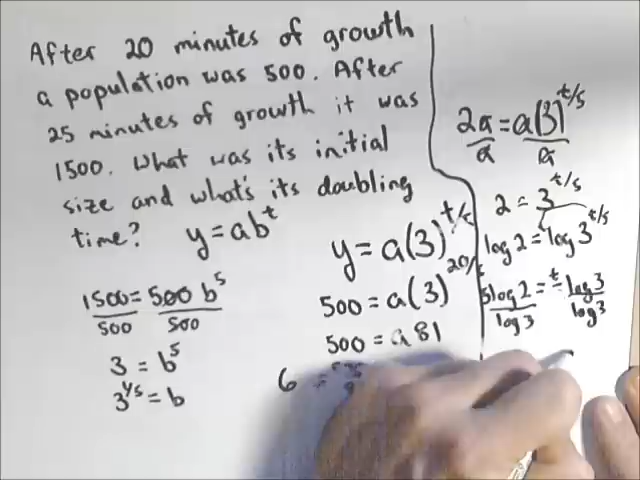 After 20 minutes of growth
a population was 500. After
25 minutes of growth it was
1500. What was its initial
size and what's its doubling
time? y = ab^t
1500 = 500 b^5
500 500
3 = b^5
3^1/5 = b
y = a(3)^t/5
500 = a(3)^20/5
500 = a 81
6 =
2a = a(3)^t/5
a a
2 = 3^t/5
log 2 = log 3^t/5
5log 2 = t log 3
log 3 log 3